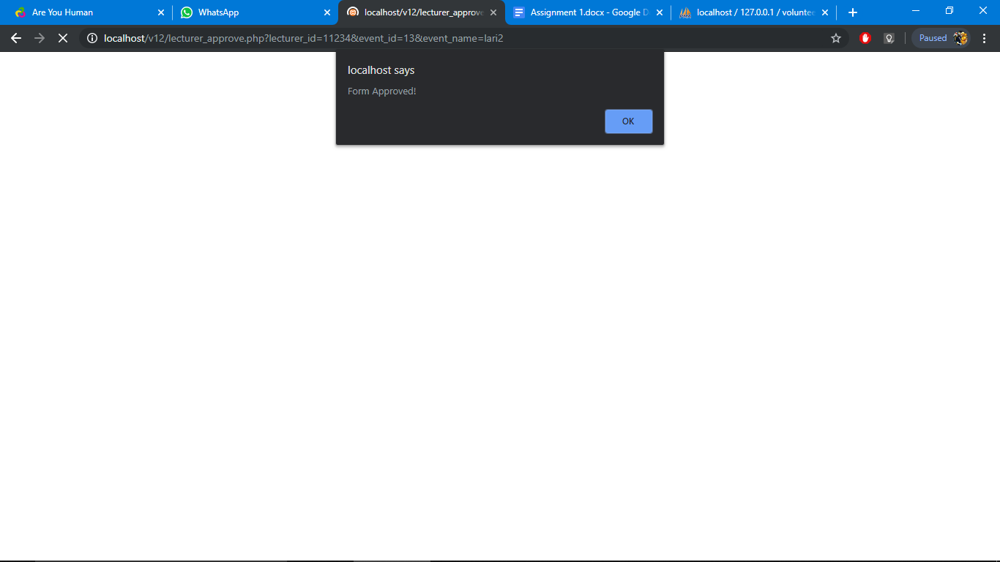 Are You Human
WhatsApp
localhost/v12/lecturer_approve
Assignment 1.docx - Google D
localhost / 127.0.0.1 / voluntee
localhost/v12/lecturer_approve.php?lecturer_id=11234&event_id=13&event_name=lari2
Paused
localhost says
Form Approved!
OK